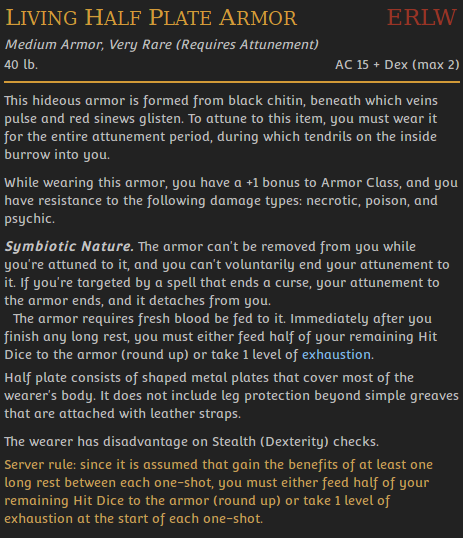 LIVING HALF PLATE ARMOR ERLW
Medium Armor, Very Rare (Requires Attunement)
40 lb. AC 15 + Dex (max 2)
This hideous armor is formed from black chitin, beneath which veins
pulse and red sinews glisten. To attune to this item, you must wear it
for the entire attunement period, during which tendrils on the inside
burrow into you.
While wearing this armor, you have a +1 bonus to Armor Class, and you
have resistance to the following damage types: necrotic, poison, and
psychic.
Symbiotic Nature. The armor can't be removed from you while
you're attuned to it, and you can't voluntarily end your attunement to
it. If you're targeted by a spell that ends a curse, your attunement to
the armor ends, and it detaches from you.
The armor requires fresh blood be fed to it. Immediately after you
finish any long rest, you must either feed half of your remaining Hit
Dice to the armor (round up) or take 1 level of exhaustion.
Half plate consists of shaped metal plates that cover most of the
wearer's body. It does not include leg protection beyond simple greaves
that are attached with leather straps.
The wearer has disadvantage on Stealth (Dexterity) checks.
Server rule: since it is assumed that gain the benefits of at least one
long rest between each one-shot, you must either feed half of your
remaining Hit Dice to the armor (round up) or take 1 level of
exhaustion at the start of each one-shot.